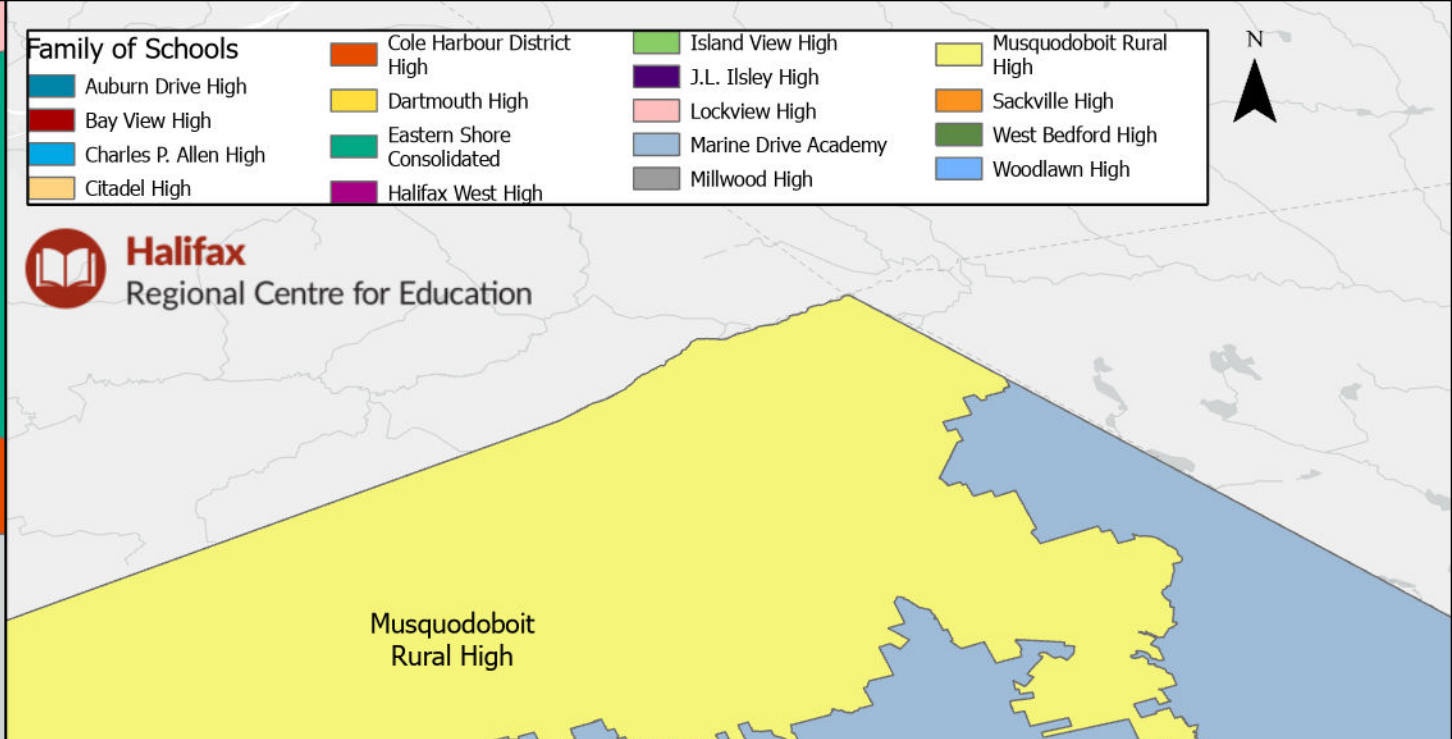 Family of Schools
Auburn Drive High
Bay View High
Charles P. Allen High
Citadel High
Cole Harbour District
High
Dartmouth High
Eastern Shore
Consolidated
Halifax West High
Island View High
J.L. Ilsley High
Lockview High
Marine Drive Academy
Millwood High
Musquodoboit Rural
High
Sackville High
West Bedford High
Woodlawn High
N
Halifax
Regional Centre for Education
Musquodoboit
Rural High